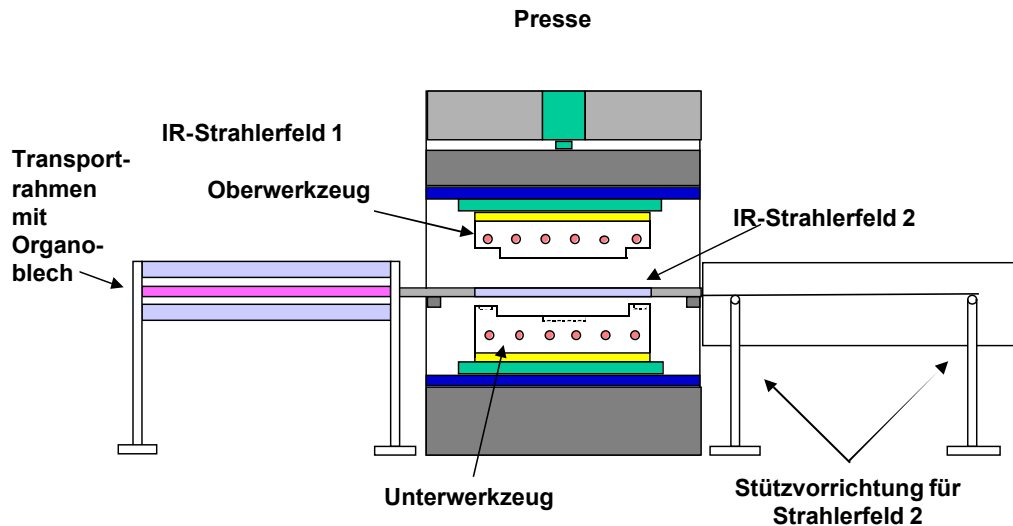 Presse
IR-Strahlerfeld 1
Transport-
rahmen
mit
Organo-
blech
Oberwerkzeug
IR-Strahlerfeld 2
Unterwerkzeug
Stützvorrichtung für
Strahlerfeld 2